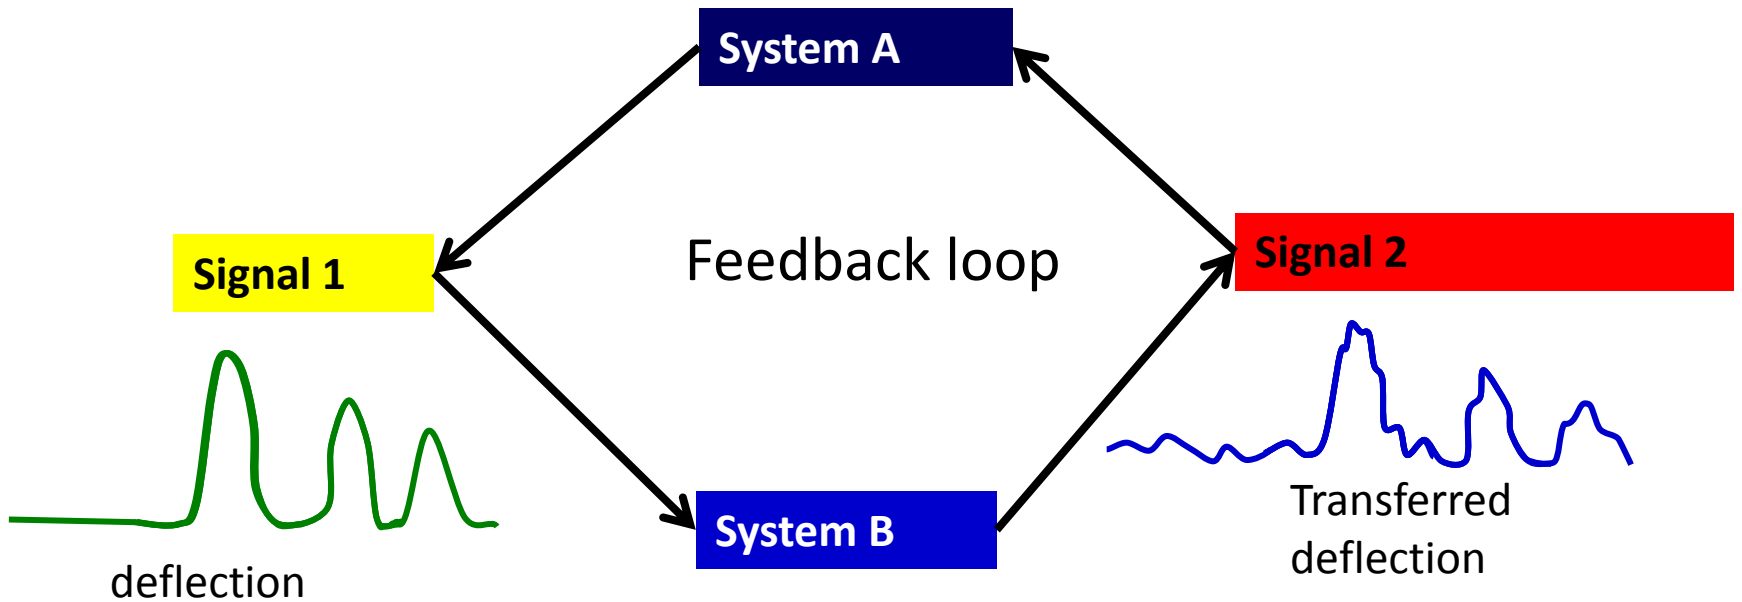 System A
Signal 1
Feedback loop
Signal 2
System B
deflection
Transferred
deflection